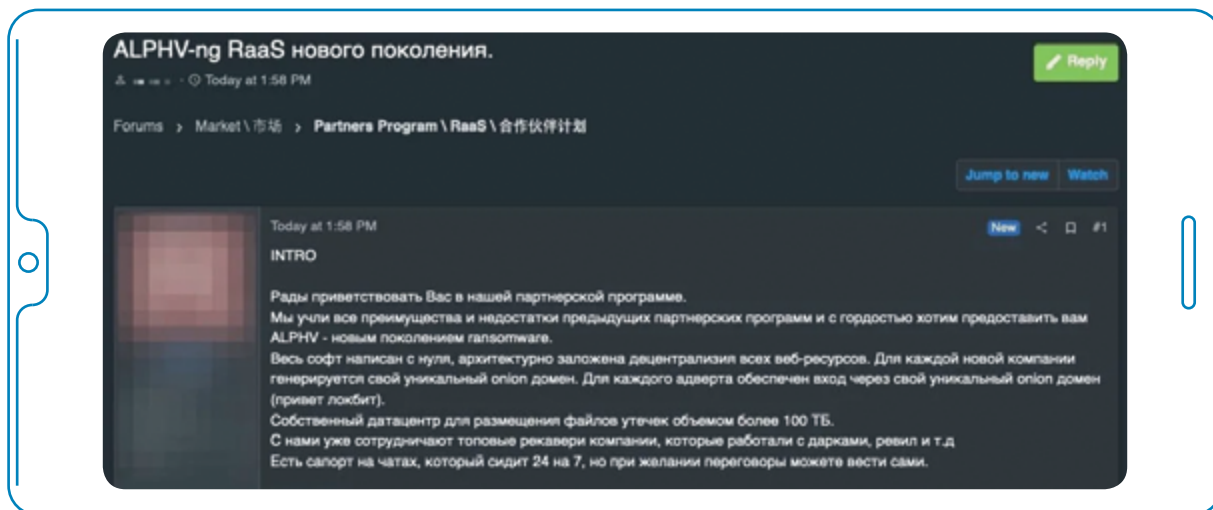 ALPHV-ng RaaS нового поколения.
Today at 1:58 PM
Reply
Forums > Market \ 市场 > Partners Program \ RaaS \ 合作伙伴计划
Jump to new Watch
Today at 1:58 PM
New #1
INTRO
Рады приветствовать Вас в нашей партнерской программе.
Мы учли все преимущества и недостатки предыдущих партнерских программ и с гордостью хотим предоставить вам
ALPHV - новым поколением ransomware.
Весь софт написан с нуля, архитектурно заложена децентрализия всех веб-ресурсов. Для каждой новой компании
генерируется свой уникальный onion домен. Для каждого адверта обеспечен вход через свой уникальный onion домен
(привет локбит).
Собственный датацентр для размещения файлов утечек объемом более 100 ТБ.
С нами уже сотрудничают топовые рекавери компании, которые работали с дарками, ревил и т.д
Есть сапорт на чатах, который сидит 24 на 7, но при желании переговоры можете вести сами.